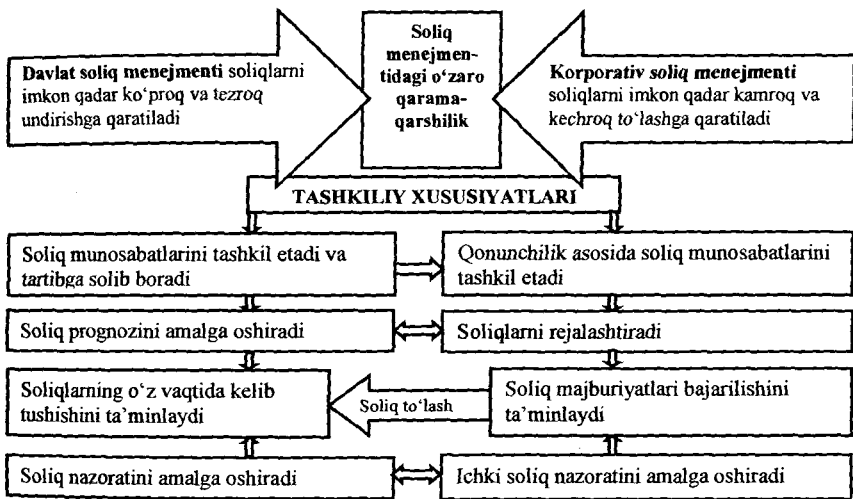 Davlat soliq menejmenti soliqlarni
imkon qadar ko‘proq va tezroq
undirishga qaratiladi
Soliq
menejmen-
tidagi o‘zaro
qarama-
qarshilik
Korporativ soliq menejmenti
soliqlarni imkon qadar kamroq va
kechroq to‘lashga qaratiladi
TASHKILIY XUSUSIYATLARI
Soliq munosabatlarini tashkil etadi va
tartibga solib boradi
Qonunchilik asosida soliq munosabatlarini
tashkil etadi
Soliq prognozini amalga oshiradi
Soliqlarni rejalashtiradi
Soliqlarning o‘z vaqtida kelib
tushishini ta’minlaydi
Soliq to‘lash
Soliq majburiyatlari bajarilishini
ta’minlaydi
Soliq nazoratini amalga oshiradi
Ichki soliq nazoratini amalga oshiradi